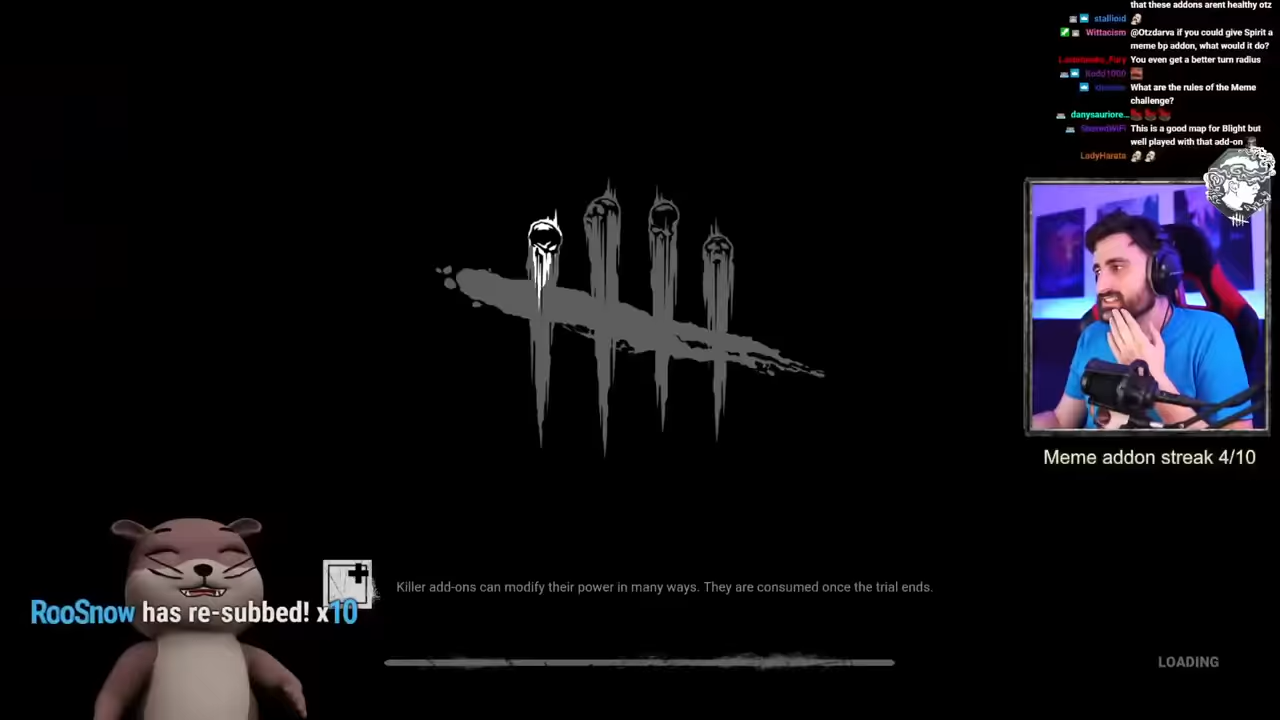 that these addons arent healthy otz
stallioid
Wittacism @Otzdarva if you could give Spirit a
meme bp addon, what would it do?
You even get a better turn radius
What are the rules of the Meme
challenge?
danysauriore...
This is a good map for Blight but
well played with that add-on
LadyHarata
Meme addon streak 4/10
Killer add-ons can modify their power in many ways. They are consumed once the trial ends.
RooSnow has re-subbed! x10
LOADING